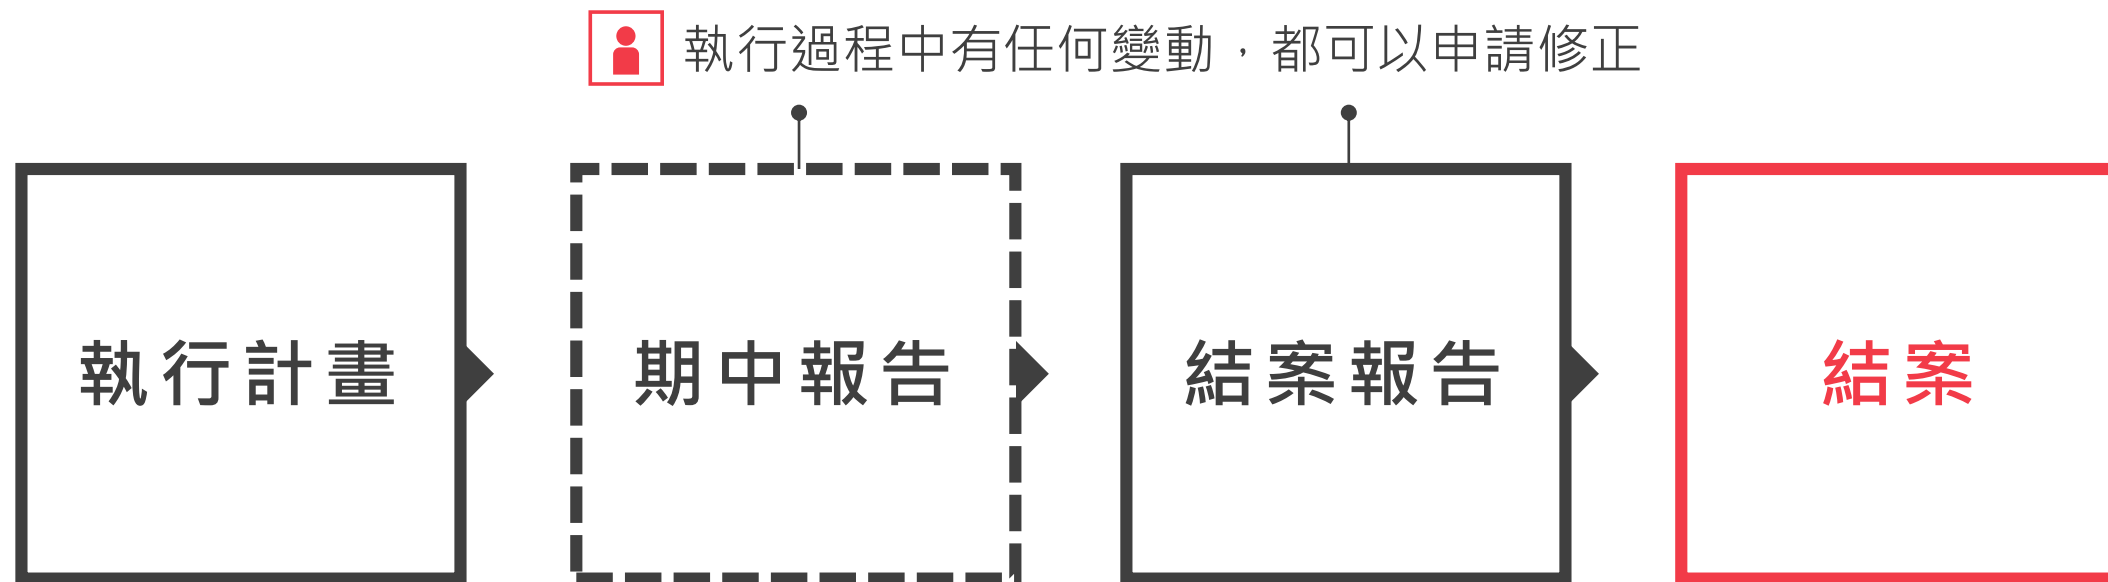 執行過程中有任何變動，都可以申請修正
執行計畫
期中報告
結案報告
結案